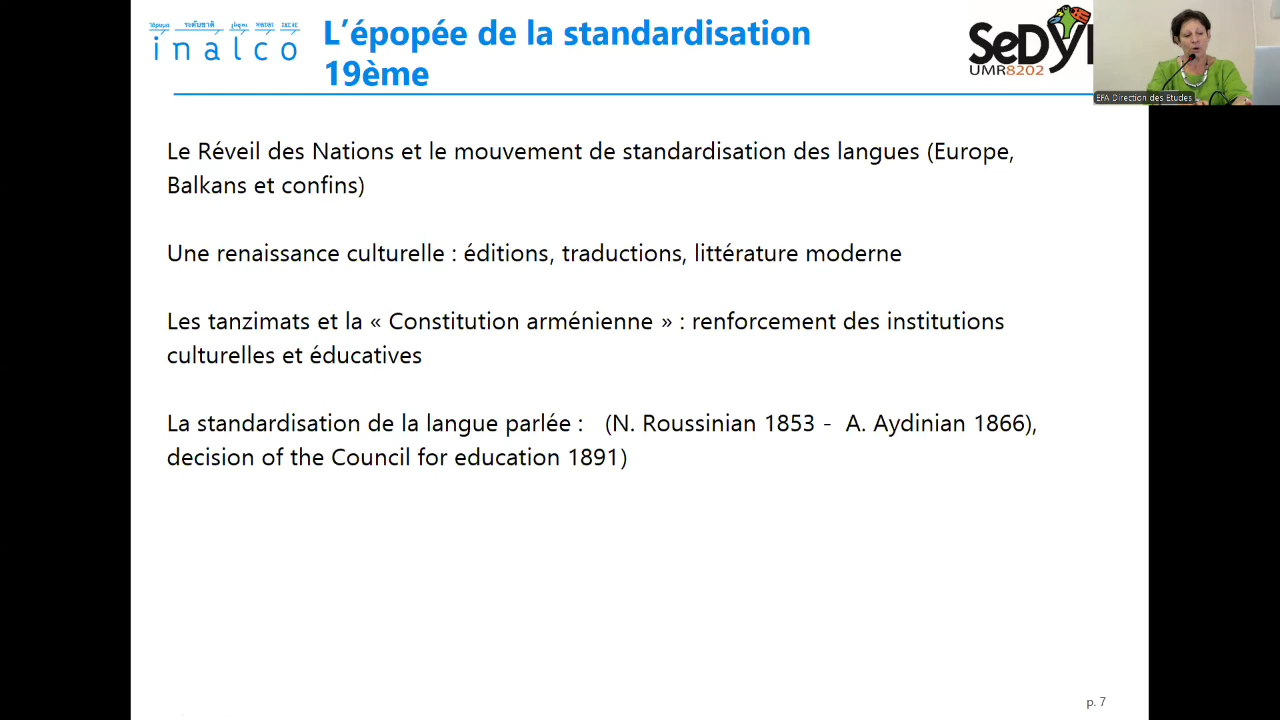 inalco
L’épopée de la standardisation
19ème
SeDyL
UMR8202
EFA Direction des Etudes
Le Réveil des Nations et le mouvement de standardisation des langues (Europe,
Balkans et confins)
Une renaissance culturelle : éditions, traductions, littérature moderne
Les tanzimats et la « Constitution arménienne » : renforcement des institutions
culturelles et éducatives
La standardisation de la langue parlée :   (N. Roussinian 1853 -  A. Aydinian 1866),
decision of the Council for education 1891)
p. 7